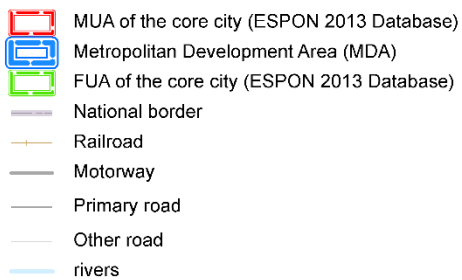 MUA of the core city (ESPON 2013 Database)
Metropolitan Development Area (MDA)
FUA of the core city (ESPON 2013 Database)
National border
Railroad
Motorway
Primary road
Other road
rivers